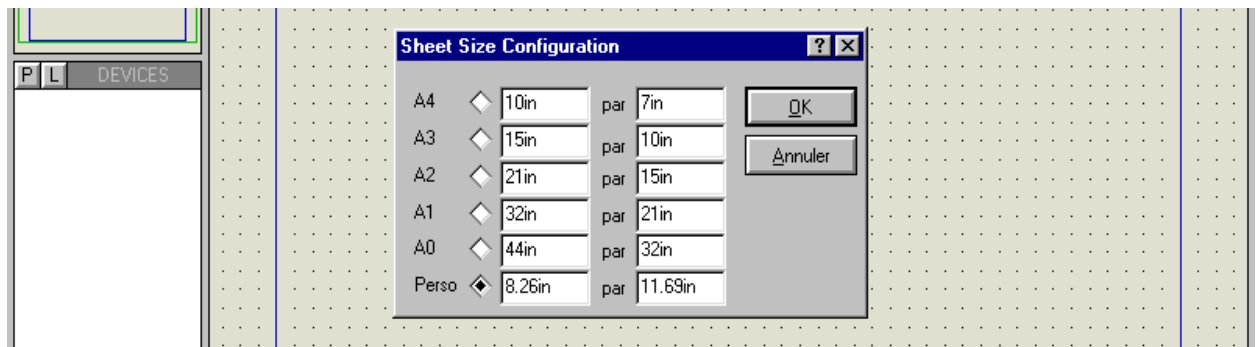 Sheet Size Configuration
P L DEVICES
A4 10in par 7in OK
A3 15in par 10in
Annuler
A2 21in par 15in
A1 32in par 21in
A0 44in par 32in
Perso 8.26in par 11.69in